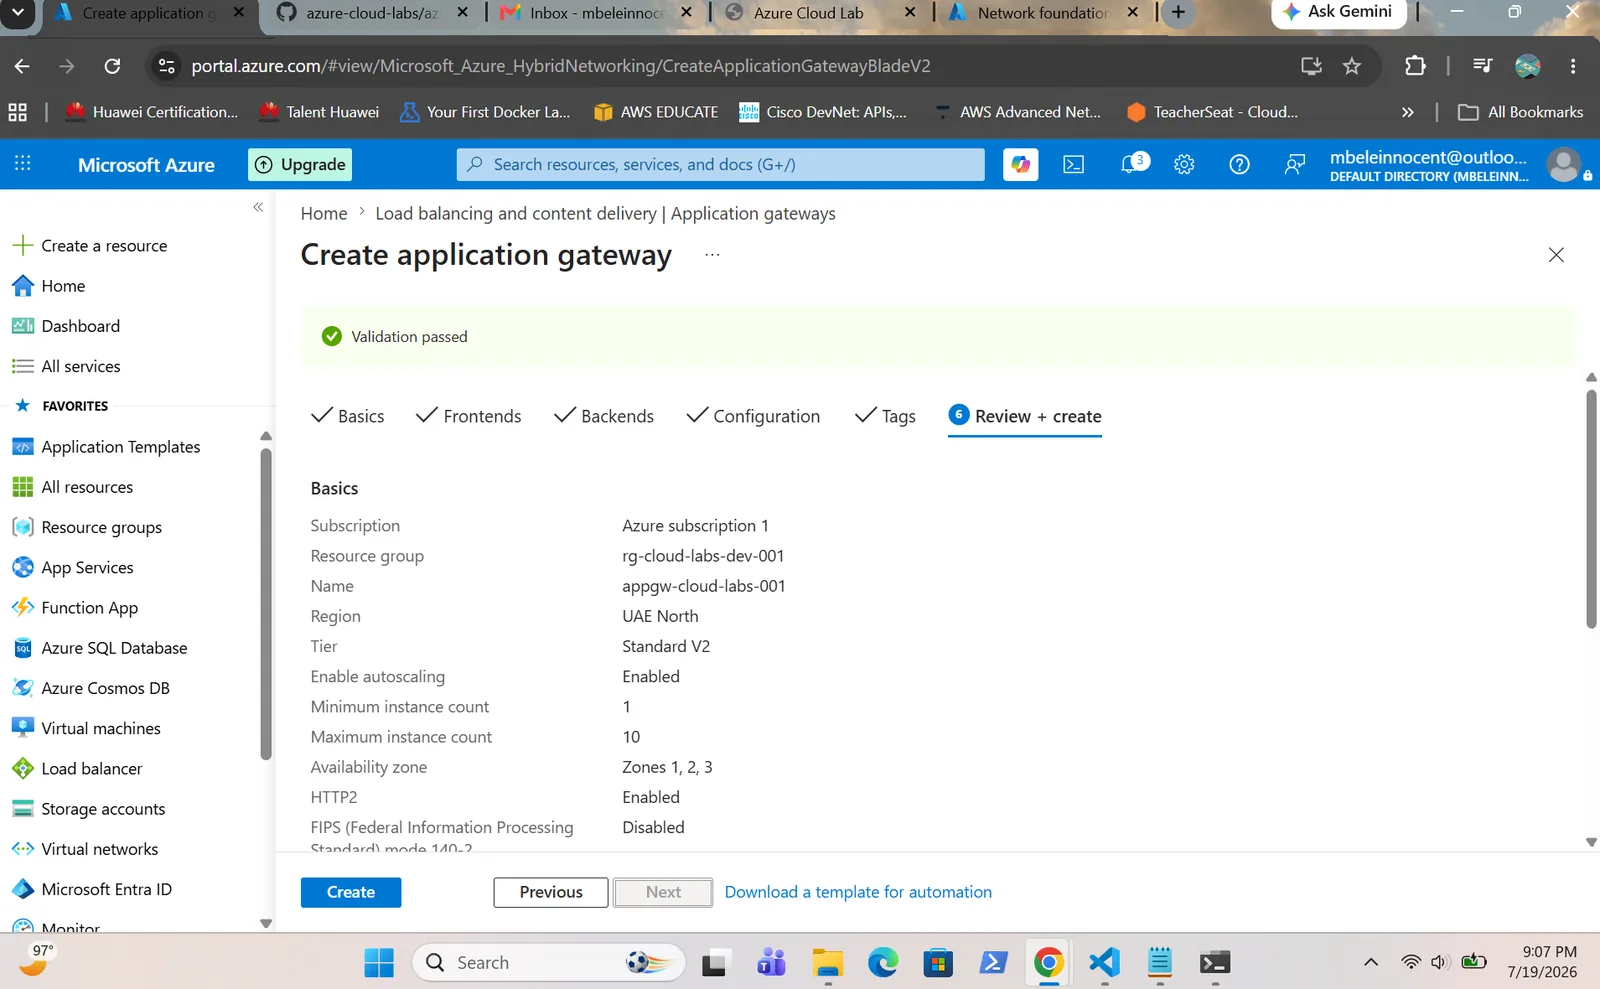 Create application g
azure-cloud-labs/az
Inbox - mbeleinnoce
Azure Cloud Lab
Network foundation
Ask Gemini
portal.azure.com/#view/Microsoft_Azure_HybridNetworking/CreateApplicationGatewayBladeV2
Huawei Certification...
Talent Huawei
Your First Docker La...
AWS EDUCATE
Cisco DevNet: APIs,...
AWS Advanced Net...
TeacherSeat - Cloud...
»
All Bookmarks
Microsoft Azure
Upgrade
Search resources, services, and docs (G+/)
3
mbeleinnocent@outloo...
DEFAULT DIRECTORY (MBELEINN...
«
Create a resource
Home
Dashboard
All services
FAVORITES
Application Templates
All resources
Resource groups
App Services
Function App
Azure SQL Database
Azure Cosmos DB
Virtual machines
Load balancer
Storage accounts
Virtual networks
Microsoft Entra ID
Monitor
Home > Load balancing and content delivery | Application gateways
Create application gateway ...
Validation passed
Basics
Frontends
Backends
Configuration
Tags
6 Review + create
Basics
Subscription Azure subscription 1
Resource group rg-cloud-labs-dev-001
Name appgw-cloud-labs-001
Region UAE North
Tier Standard V2
Enable autoscaling Enabled
Minimum instance count 1
Maximum instance count 10
Availability zone Zones 1, 2, 3
HTTP2 Enabled
FIPS (Federal Information Processing Disabled
Standard) mode 140-2
Create
Previous
Next
Download a template for automation
97°
Search
9:07 PM
7/19/2026